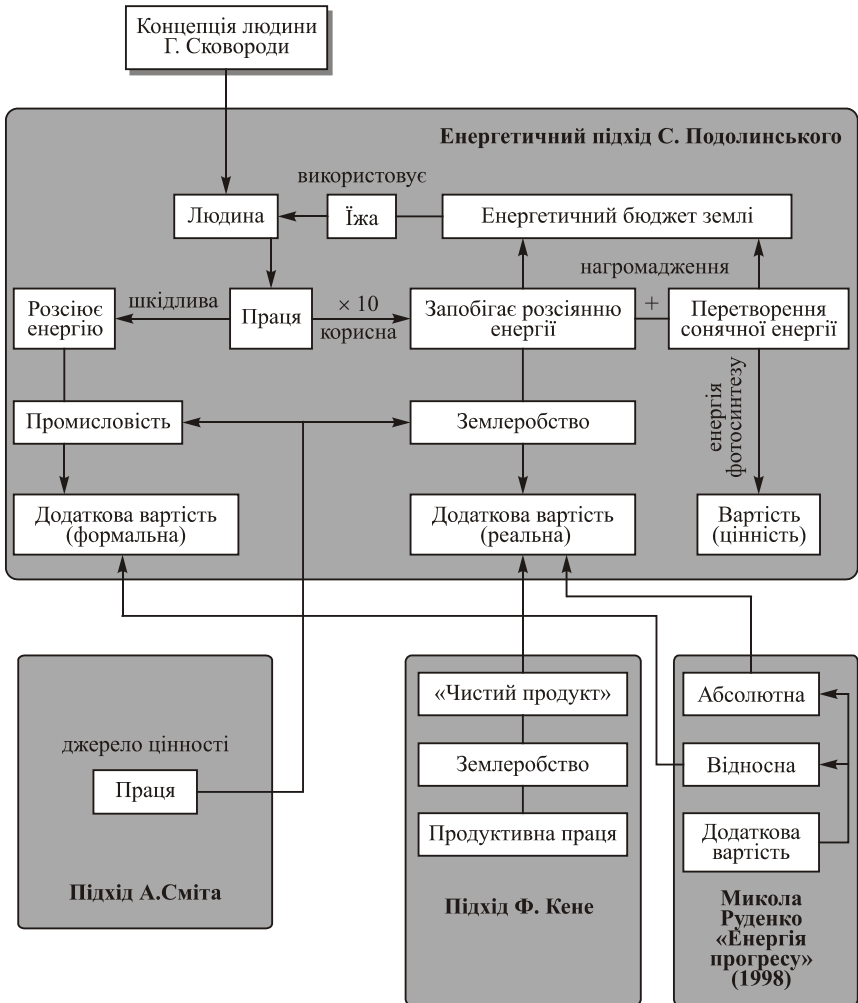 Концепція людини
Г. Сковороди
Енергетичний підхід С. Подолинського
використовує
Людина
Їжа
Енергетичний бюджет землі
нагромадження
Розсіює
енергію
шкідлива
Праця
× 10
корисна
Запобігає розсіянню
енергії
+
Перетворення
сонячної енергії
енергія
фотосинтезу
Промисловість
Землеробство
Додаткова вартість
(формальна)
Додаткова вартість
(реальна)
Вартість
(цінність)
джерело цінності
Праця
Підхід А.Сміта
«Чистий продукт»
Землеробство
Продуктивна праця
Підхід Ф. Кене
Абсолютна
Відносна
Додаткова
вартість
Микола
Руденко
«Енергія
прогресу»
(1998)